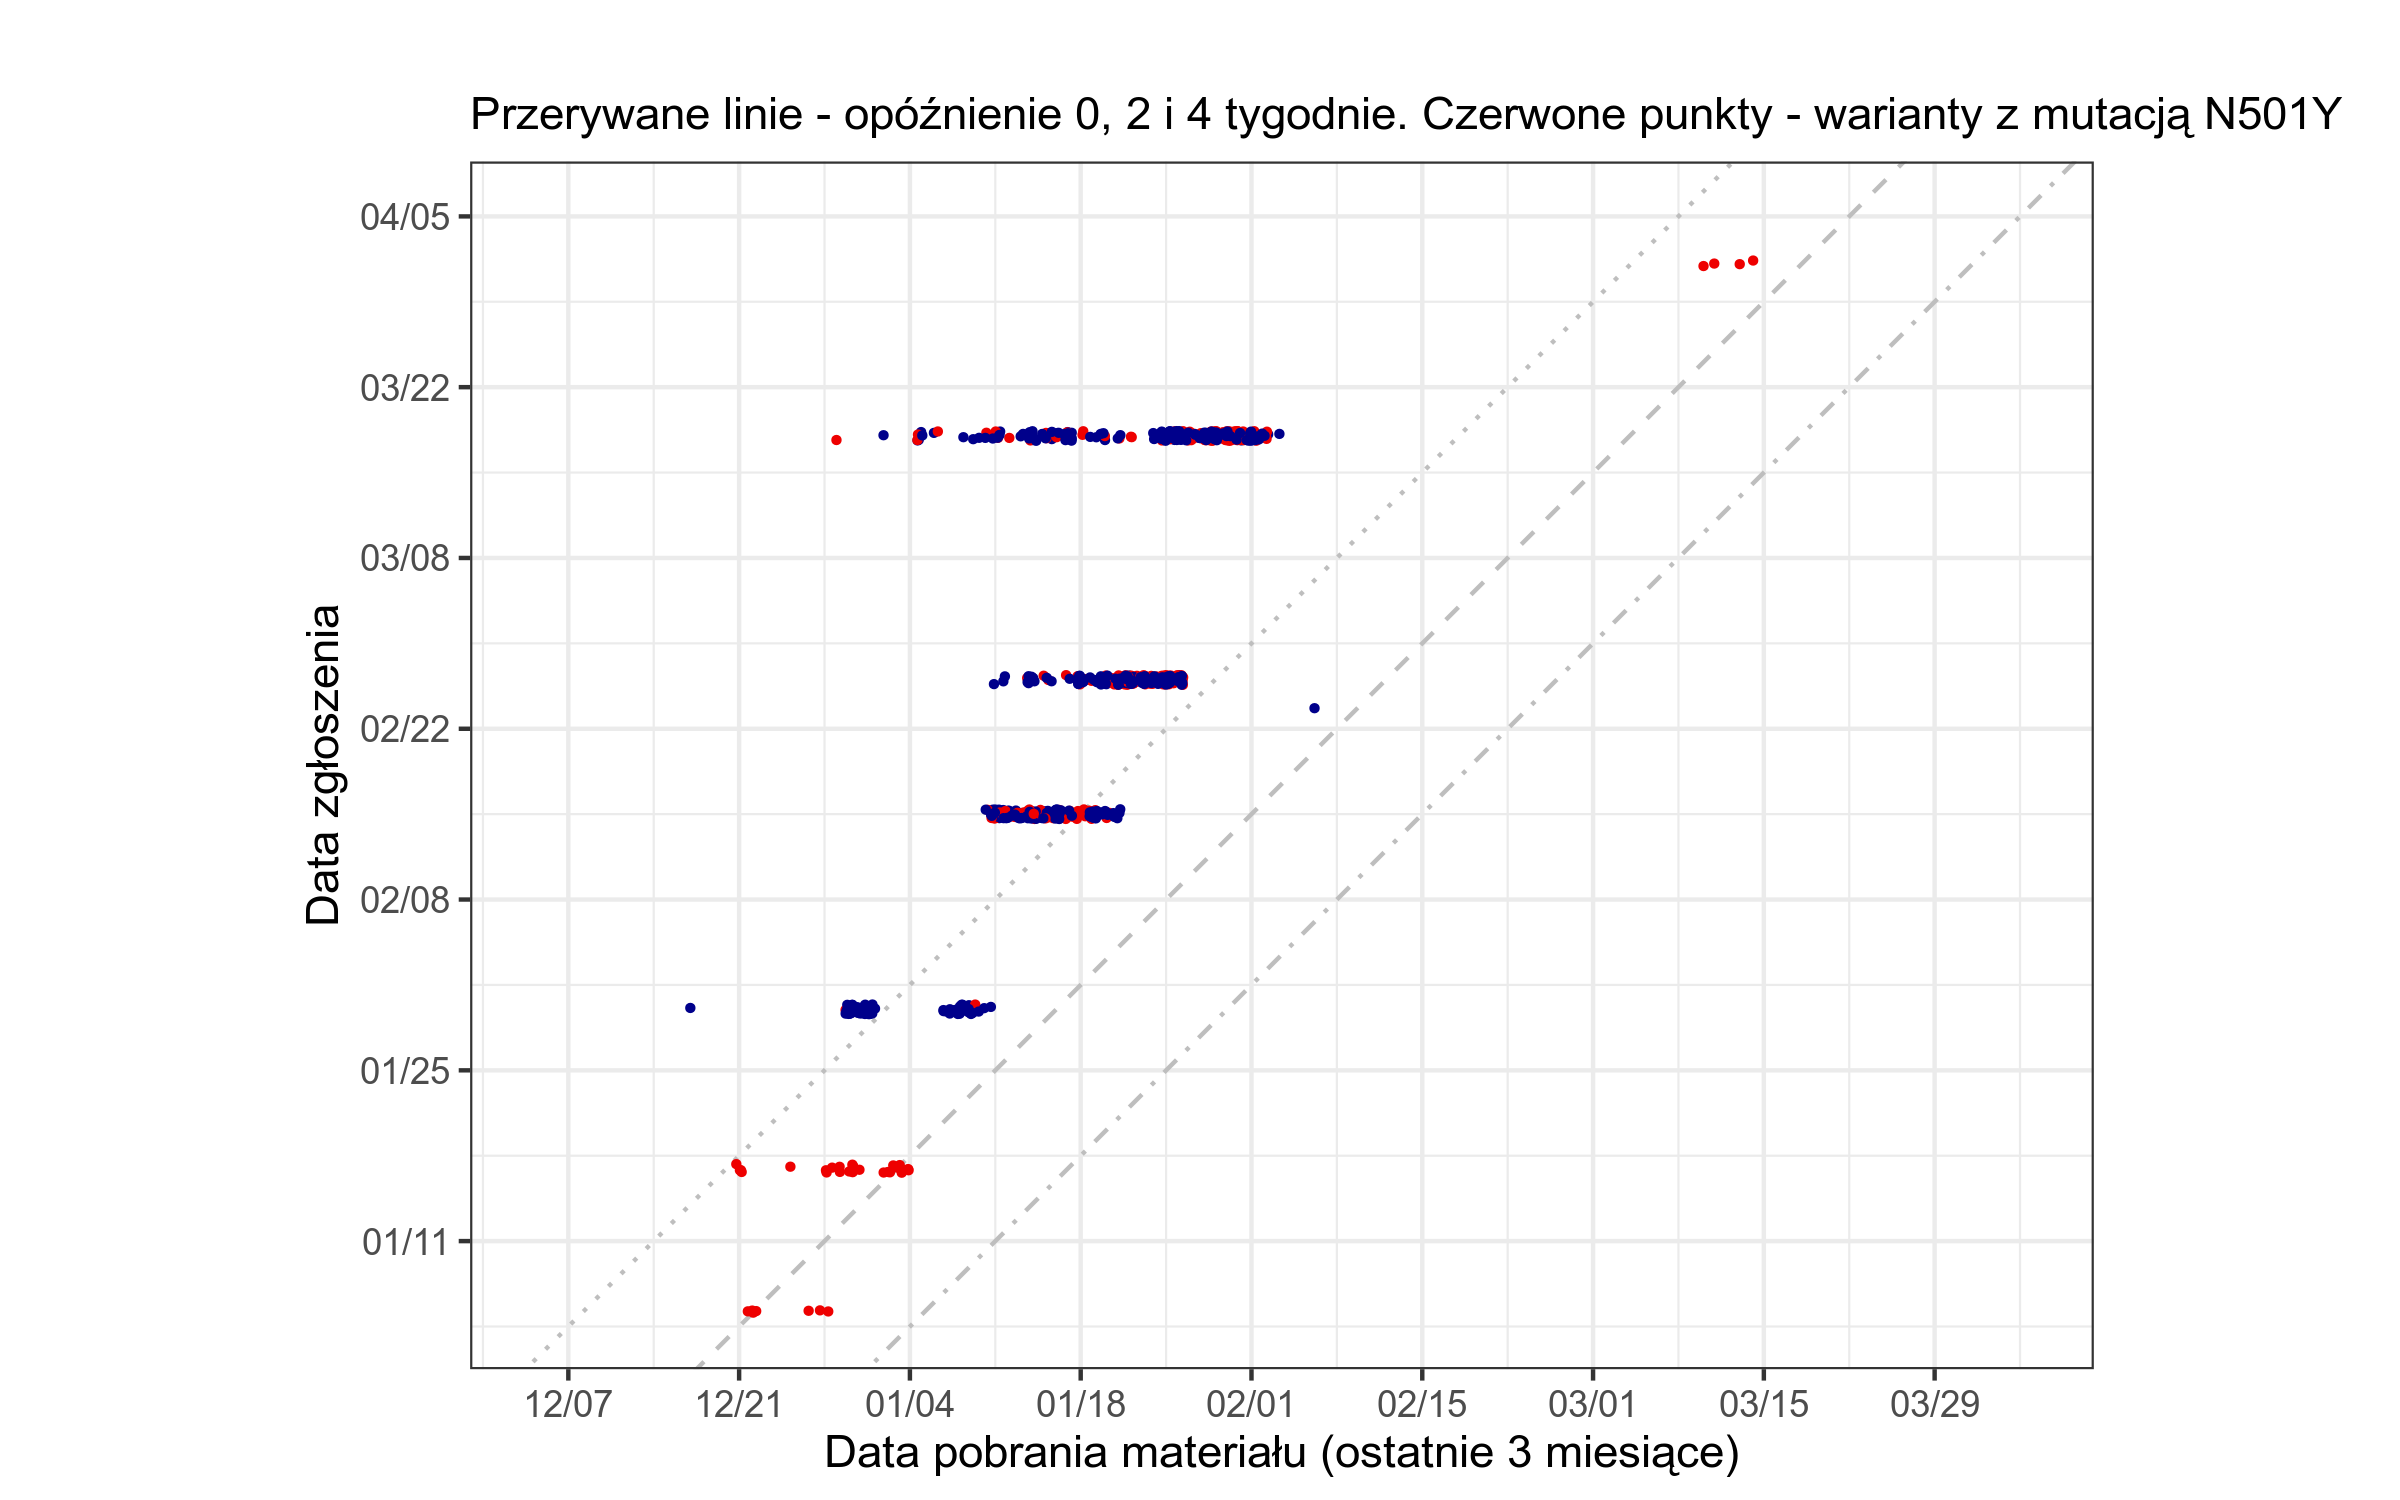 Przerywane linie - opóźnienie 0, 2 i 4 tygodnie. Czerwone punkty - warianty z mutacją N501Y
Data zgłoszenia
04/05
03/22
03/08
02/22
02/08
01/25
01/11
12/07 12/21 01/04 01/18 02/01 02/15 03/01 03/15 03/29
Data pobrania materiału (ostatnie 3 miesiące)